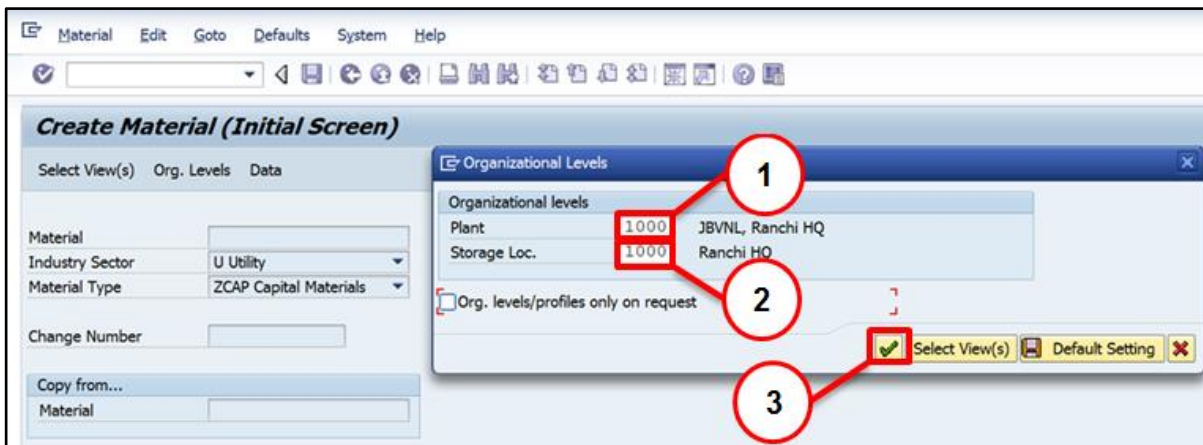 Material Edit Goto Defaults System Help
Create Material (Initial Screen)
Select View(s) Org. Levels Data
Material
Industry Sector U Utility
Material Type ZCAP Capital Materials
Change Number
Copy from...
Material
Organizational Levels
Organizational levels
Plant 1000 JBVNL, Ranchi HQ
Storage Loc. 1000 Ranchi HQ
Org. levels/profiles only on request
Select View(s) Default Setting
1
2
3